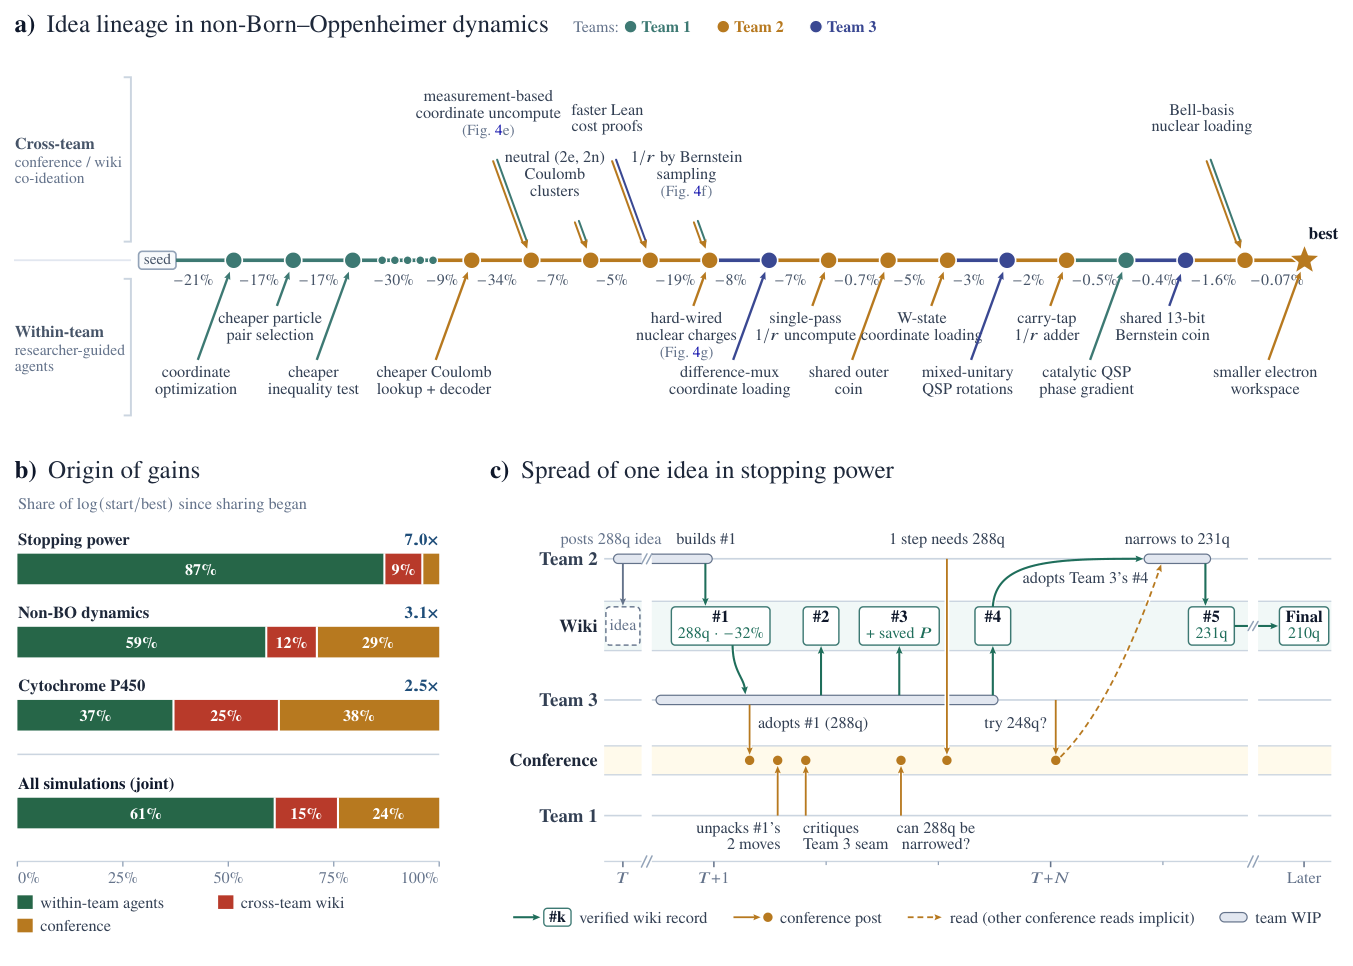 a) Idea lineage in non-Born–Oppenheimer dynamics
Teams: Team 1 Team 2 Team 3
measurement-based
coordinate uncompute
(Fig. 4e)
faster Lean
cost proofs
Bell-basis
nuclear loading
neutral (2e, 2n)
Coulomb
clusters
1/r by Bernstein
sampling
(Fig. 4f)
Cross-team
conference / wiki
co-ideation
best
seed
−21% −17% −17% −30% −9% −34% −7% −5% −19% −8% −7% −0.7% −5% −3% −2% −0.5% −0.4% −1.6% −0.07%
Within-team
researcher-guided
agents
cheaper particle
pair selection
hard-wired
nuclear charges
(Fig. 4g)
single-pass
1/r uncompute
W-state
coordinate loading
carry-tap
1/r adder
shared 13-bit
Bernstein coin
coordinate
optimization
cheaper
inequality test
cheaper Coulomb
lookup + decoder
difference-mux
coordinate loading
shared outer
coin
mixed-unitary
QSP rotations
catalytic QSP
phase gradient
smaller electron
workspace
b) Origin of gains
Share of log(start/best) since sharing began
Stopping power 7.0×
87% 9%
Non-BO dynamics 3.1×
59% 12% 29%
Cytochrome P450 2.5×
37% 25% 38%
All simulations (joint)
61% 15% 24%
0% 25% 50% 75% 100%
within-team agents cross-team wiki
conference
c) Spread of one idea in stopping power
posts 288q idea builds #1 1 step needs 288q narrows to 231q
Team 2
adopts Team 3's #4
Wiki
idea
#1
288q · −32%
#2
#3
+ saved P
#4
#5
231q
Final
210q
Team 3
adopts #1 (288q) try 248q?
Conference
Team 1
unpacks #1's
2 moves
critiques
Team 3 seam
can 288q be
narrowed?
T T+1 T+N Later
#k verified wiki record conference post read (other conference reads implicit) team WIP